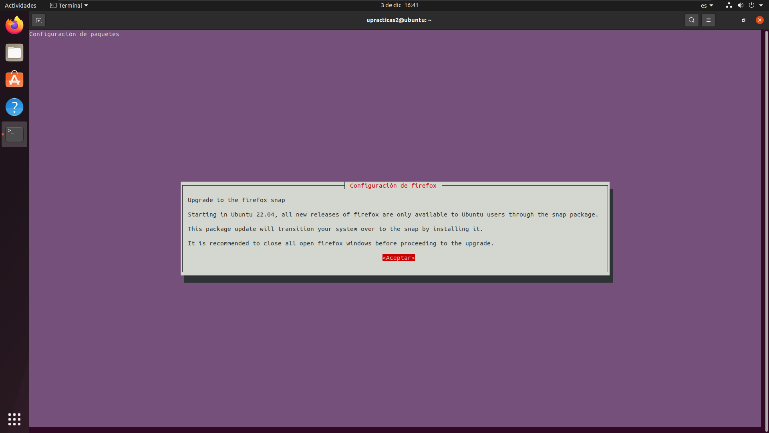 Actividades
Terminal
3 de dic 16:41
es
upracticas2@ubuntu: ~
Configuración de paquetes
Configuración de firefox
Upgrade to the firefox snap
Starting in Ubuntu 22.04, all new releases of firefox are only available to Ubuntu users through the snap package.
This package update will transition your system over to the snap by installing it.
It is recommended to close all open firefox windows before proceeding to the upgrade.
<Aceptar>